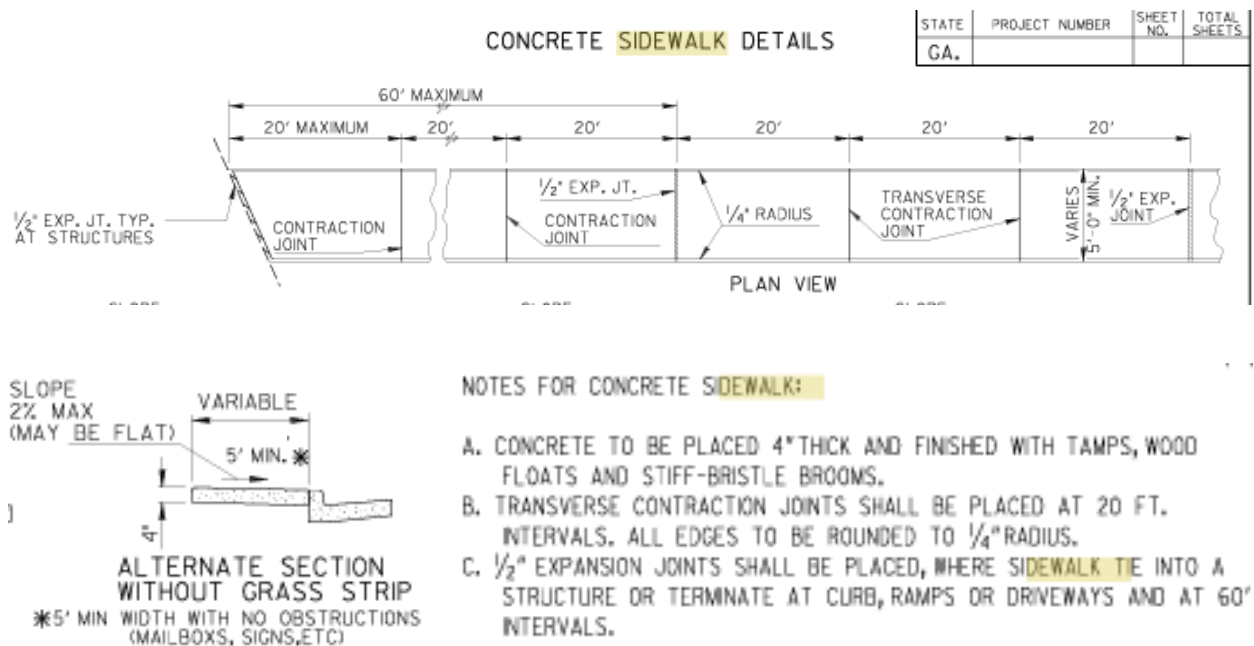 CONCRETE SIDEWALK DETAILS
STATE PROJECT NUMBER SHEET NO. TOTAL SHEETS
GA.
60' MAXIMUM
20' MAXIMUM 20' 20' 20' 20' 20'
1/2" EXP. JT. TYP.
AT STRUCTURES
CONTRACTION
JOINT
1/2" EXP. JT.
CONTRACTION
JOINT
1/4" RADIUS
TRANSVERSE
CONTRACTION
JOINT
VARIES
5'-0" MIN.
1/2" EXP.
JOINT
PLAN VIEW
SLOPE SLOPE SLOPE
SLOPE
2% MAX
(MAY BE FLAT)
VARIABLE
5' MIN.*
4"
ALTERNATE SECTION
WITHOUT GRASS STRIP
*5' MIN WIDTH WITH NO OBSTRUCTIONS
(MAILBOXS, SIGNS,ETC)
NOTES FOR CONCRETE SIDEWALK:
A. CONCRETE TO BE PLACED 4" THICK AND FINISHED WITH TAMPS, WOOD
FLOATS AND STIFF-BRISTLE BROOMS.
B. TRANSVERSE CONTRACTION JOINTS SHALL BE PLACED AT 20 FT.
INTERVALS. ALL EDGES TO BE ROUNDED TO 1/4" RADIUS.
C. 1/2" EXPANSION JOINTS SHALL BE PLACED, WHERE SIDEWALK TIE INTO A
STRUCTURE OR TERMINATE AT CURB, RAMPS OR DRIVEWAYS AND AT 60'
INTERVALS.